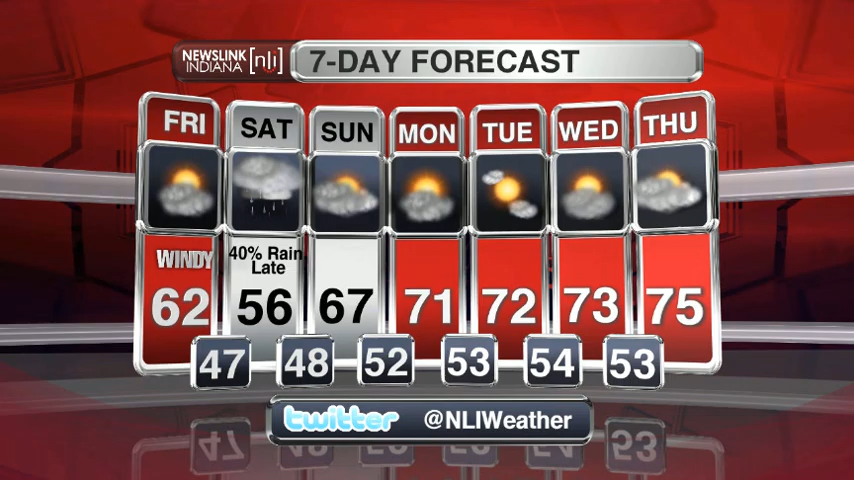 NEWSLINK
INDIANA
[nli]
7-DAY FORECAST
FRI SAT SUN MON TUE WED THU
WINDY
40% Rain
Late
62 56 67 71 72 73 75
47 48 52 53 54 53
twitter @NLIWeather